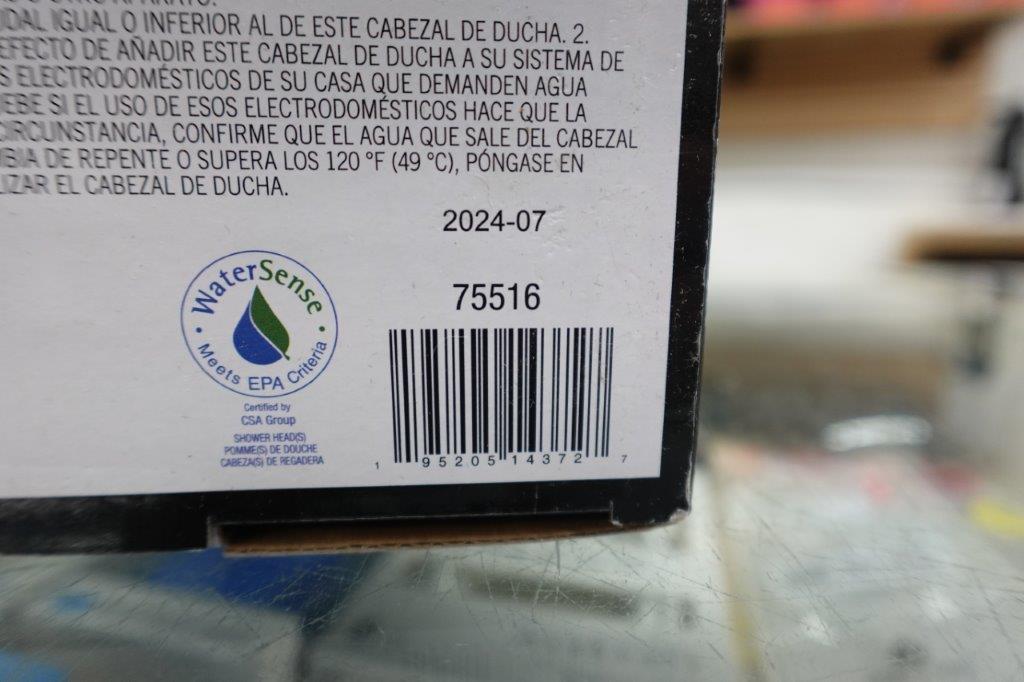 IDAL IGUAL O INFERIOR AL DE ESTE CABEZAL DE DUCHA. 2.
EFECTO DE AÑADIR ESTE CABEZAL DE DUCHA A SU SISTEMA DE
S ELECTRODOMÉSTICOS DE SU CASA QUE DEMANDEN AGUA
UEBE SI EL USO DE ESOS ELECTRODOMÉSTICOS HACE QUE LA
CIRCUNSTANCIA, CONFIRME QUE EL AGUA QUE SALE DEL CABEZAL
MBIA DE REPENTE O SUPERA LOS 120 °F (49 °C), PÓNGASE EN
LIZAR EL CABEZAL DE DUCHA.
2024-07
WaterSense
• Meets EPA Criteria •
Certified by
CSA Group
SHOWER HEAD(S)
POMME(S) DE DOUCHE
CABEZA(S) DE REGADERA
75516
1 95205 14372 7